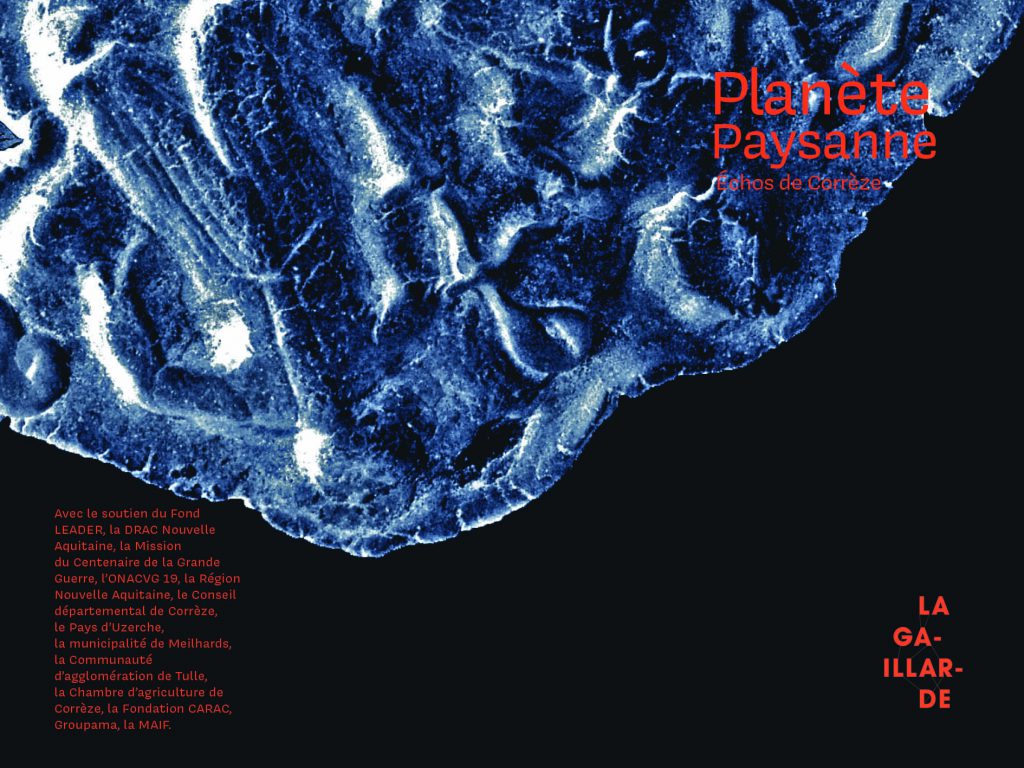 Planète
Paysanne
Échos de Corrèze
Avec le soutien du Fond
LEADER, la DRAC Nouvelle
Aquitaine, la Mission
du Centenaire de la Grande
Guerre, l'ONACVG 19, la Région
Nouvelle Aquitaine, le Conseil
départemental de Corrèze,
le Pays d'Uzerche,
la municipalité de Meilhards,
la Communauté
d'agglomération de Tulle,
la Chambre d'agriculture de
Corrèze, la Fondation CARAC,
Groupama, la MAIF.
LA
GA-
ILLAR-
DE